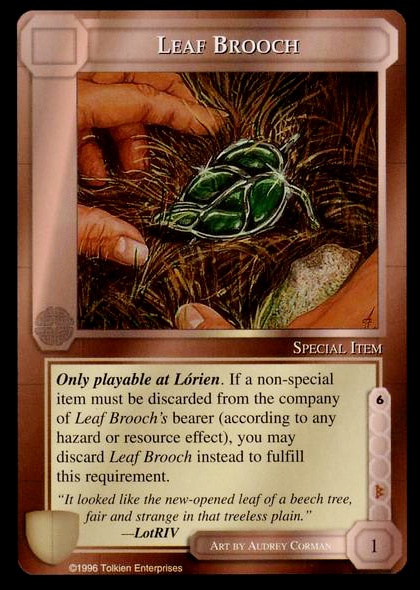 LEAF BROOCH
SPECIAL ITEM
Only playable at Lórien. If a non-special
item must be discarded from the company
of Leaf Brooch's bearer (according to any
hazard or resource effect), you may
discard Leaf Brooch instead to fulfill
this requirement.
6
"It looked like the new-opened leaf of a beech tree,
fair and strange in that treeless plain."
—LotRIV
ART BY AUDREY CORMAN
1
©1996 Tolkien Enterprises